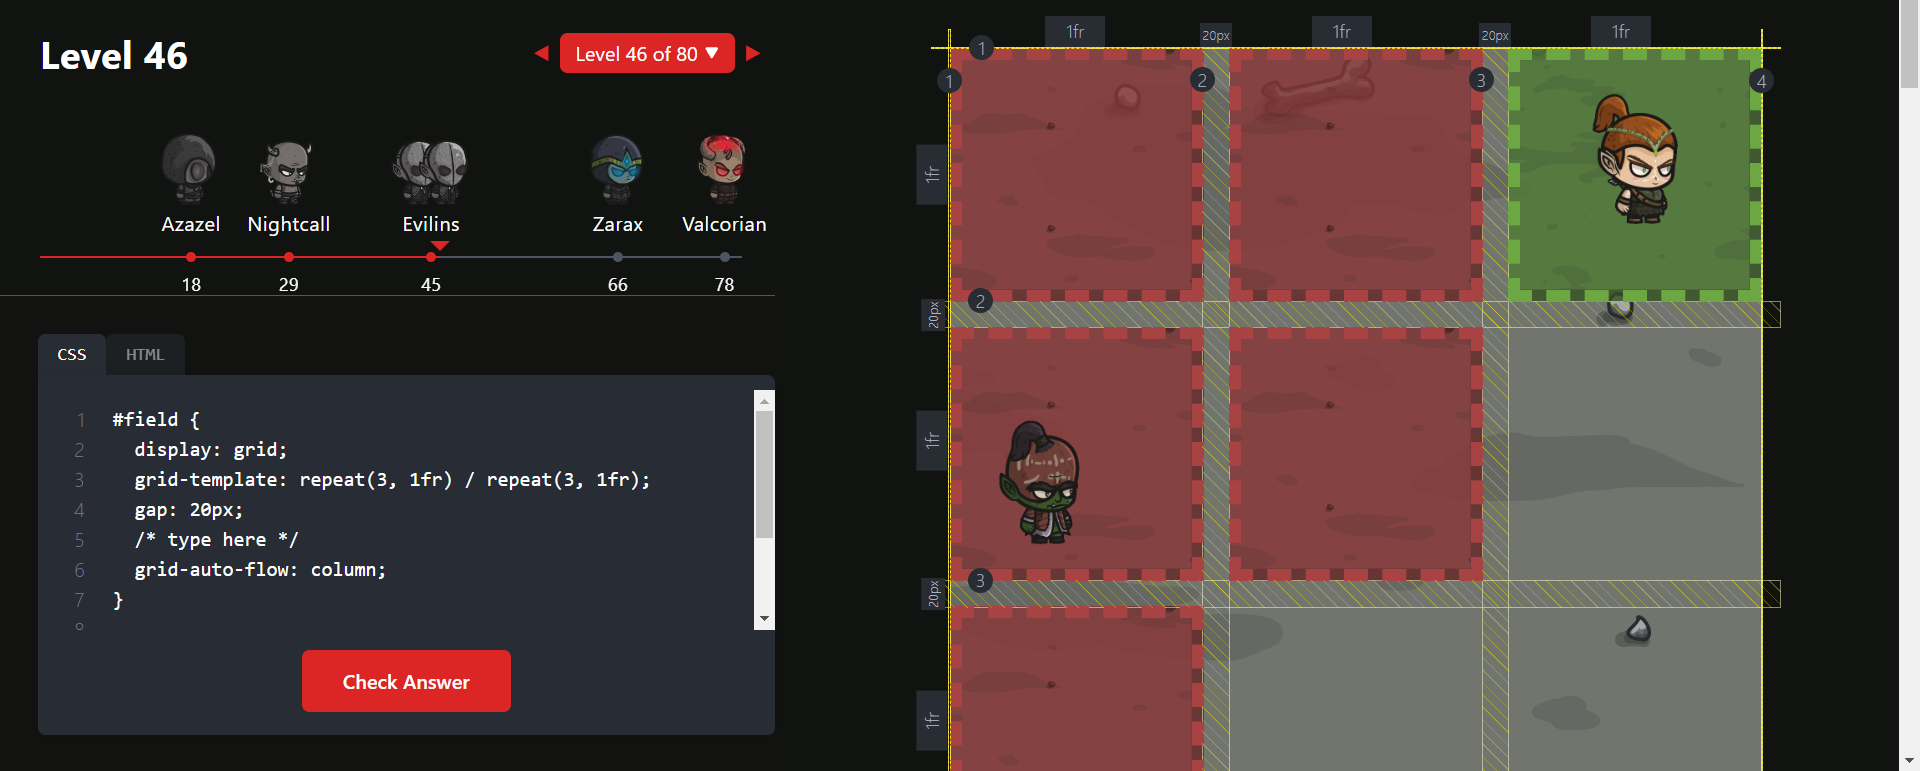 Level 46
Level 46 of 80 ▼
Azazel Nightcall Evilins Zarax Valcorian
18 29 45 66 78
CSS HTML
1 #field {
2 display: grid;
3 grid-template: repeat(3, 1fr) / repeat(3, 1fr);
4 gap: 20px;
5 /* type here */
6 grid-auto-flow: column;
7 }
Check Answer
1fr 20px 1fr 20px 1fr
1
1 2 3 4
1fr
2
20px
1fr
3
20px
1fr